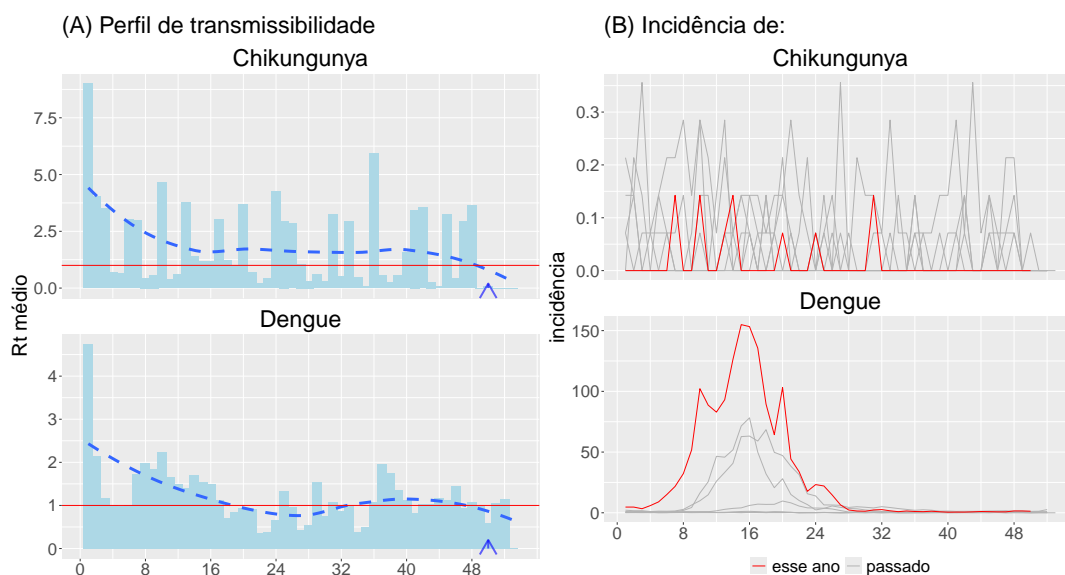 (A) Perfil de transmissibilidade
Chikungunya
7.5
5.0
2.5
0.0
Dengue
4
3
2
1
0
0 8 16 24 32 40 48
Rt médio
(B) Incidência de:
Chikungunya
0.3
0.2
0.1
0.0
Dengue
150
100
50
0
0 8 16 24 32 40 48
incidência
esse ano passado